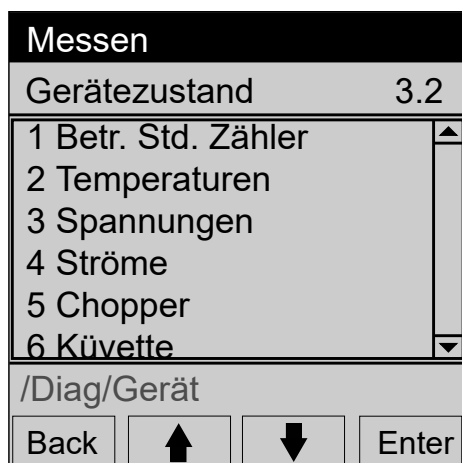 Messen
Gerätezustand 3.2
1 Betr. Std. Zähler
2 Temperaturen
3 Spannungen
4 Ströme
5 Chopper
6 Küvette
/Diag/Gerät
Back Enter